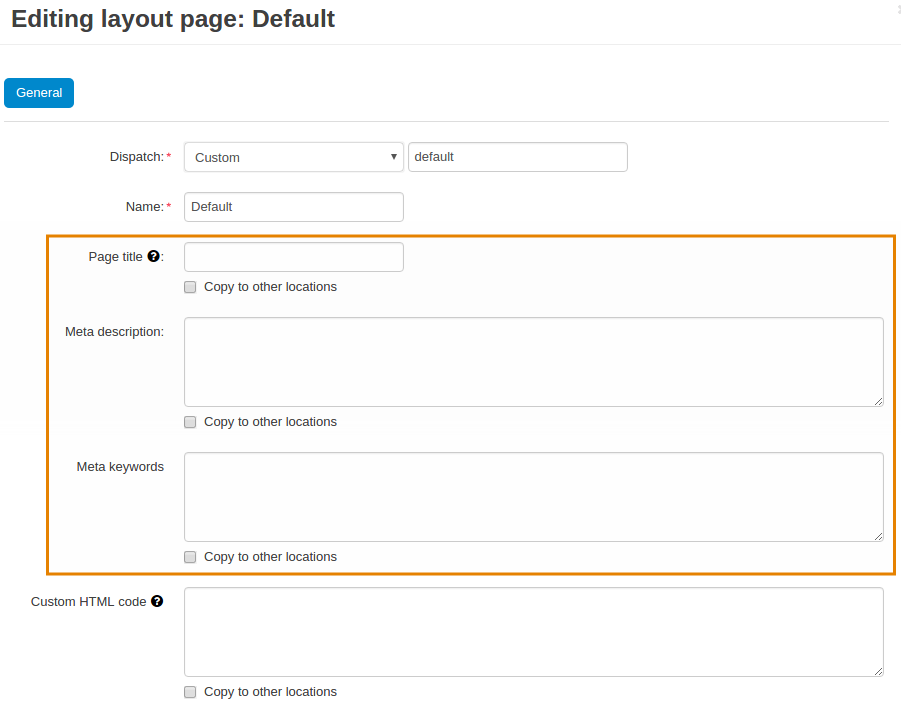 Editing layout page: Default
General
Dispatch:* Custom default
Name:* Default
Page title ?:
Copy to other locations
Meta description:
Copy to other locations
Meta keywords
Copy to other locations
Custom HTML code ?
Copy to other locations